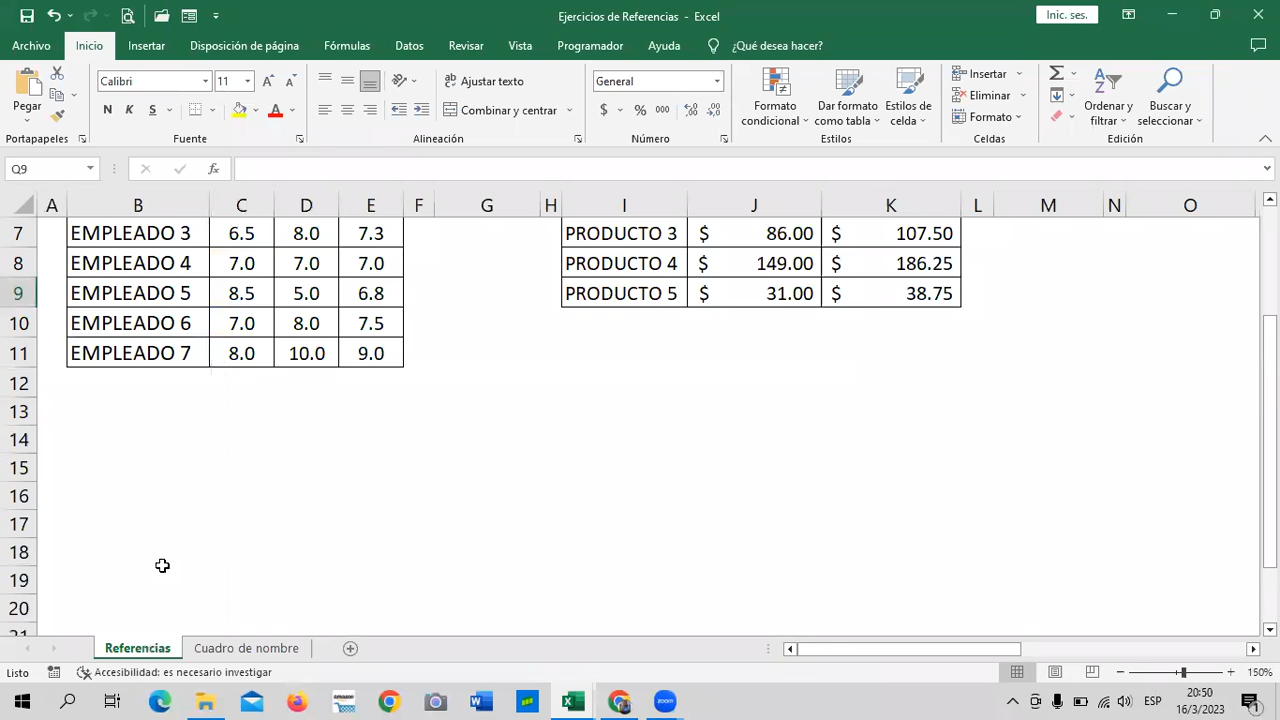 Ejercicios de Referencias - Excel
Inic. ses.
Archivo Inicio Insertar Disposición de página Fórmulas Datos Revisar Vista Programador Ayuda ¿Qué desea hacer?
Pegar
Calibri 11
N K S
Ajustar texto
Combinar y centrar
General
$ % 000
Formato condicional
Dar formato como tabla
Estilos de celda
Insertar
Eliminar
Formato
Ordenar y filtrar
Buscar y seleccionar
Portapapeles Fuente Alineación Número Estilos Celdas Edición
Q9 fx
A B C D E F G H I J K L M N O
7 EMPLEADO 3 6.5 8.0 7.3 PRODUCTO 3 $ 86.00 $ 107.50
8 EMPLEADO 4 7.0 7.0 7.0 PRODUCTO 4 $ 149.00 $ 186.25
9 EMPLEADO 5 8.5 5.0 6.8 PRODUCTO 5 $ 31.00 $ 38.75
10 EMPLEADO 6 7.0 8.0 7.5
11 EMPLEADO 7 8.0 10.0 9.0
12
13
14
15
16
17
18
19
20
21
Referencias Cuadro de nombre
Listo Accesibilidad: es necesario investigar 150%
zoom ESP 20:50
16/3/2023